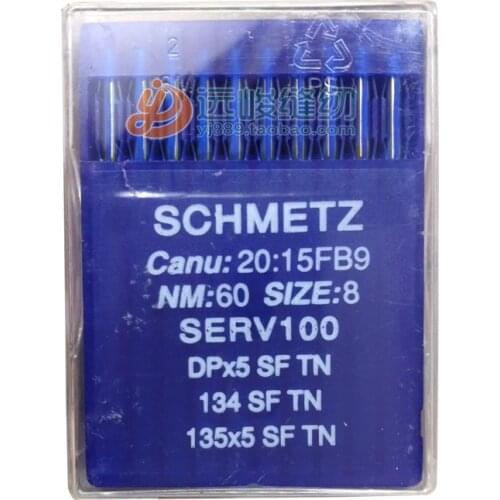 2
PS
远峻缝纫
yj889.taobao.com
SCHMETZ
Canu: 20:15FB9
NM:60 SIZE:8
SERV100
DPx5 SF TN
134 SF TN
135x5 SF TN